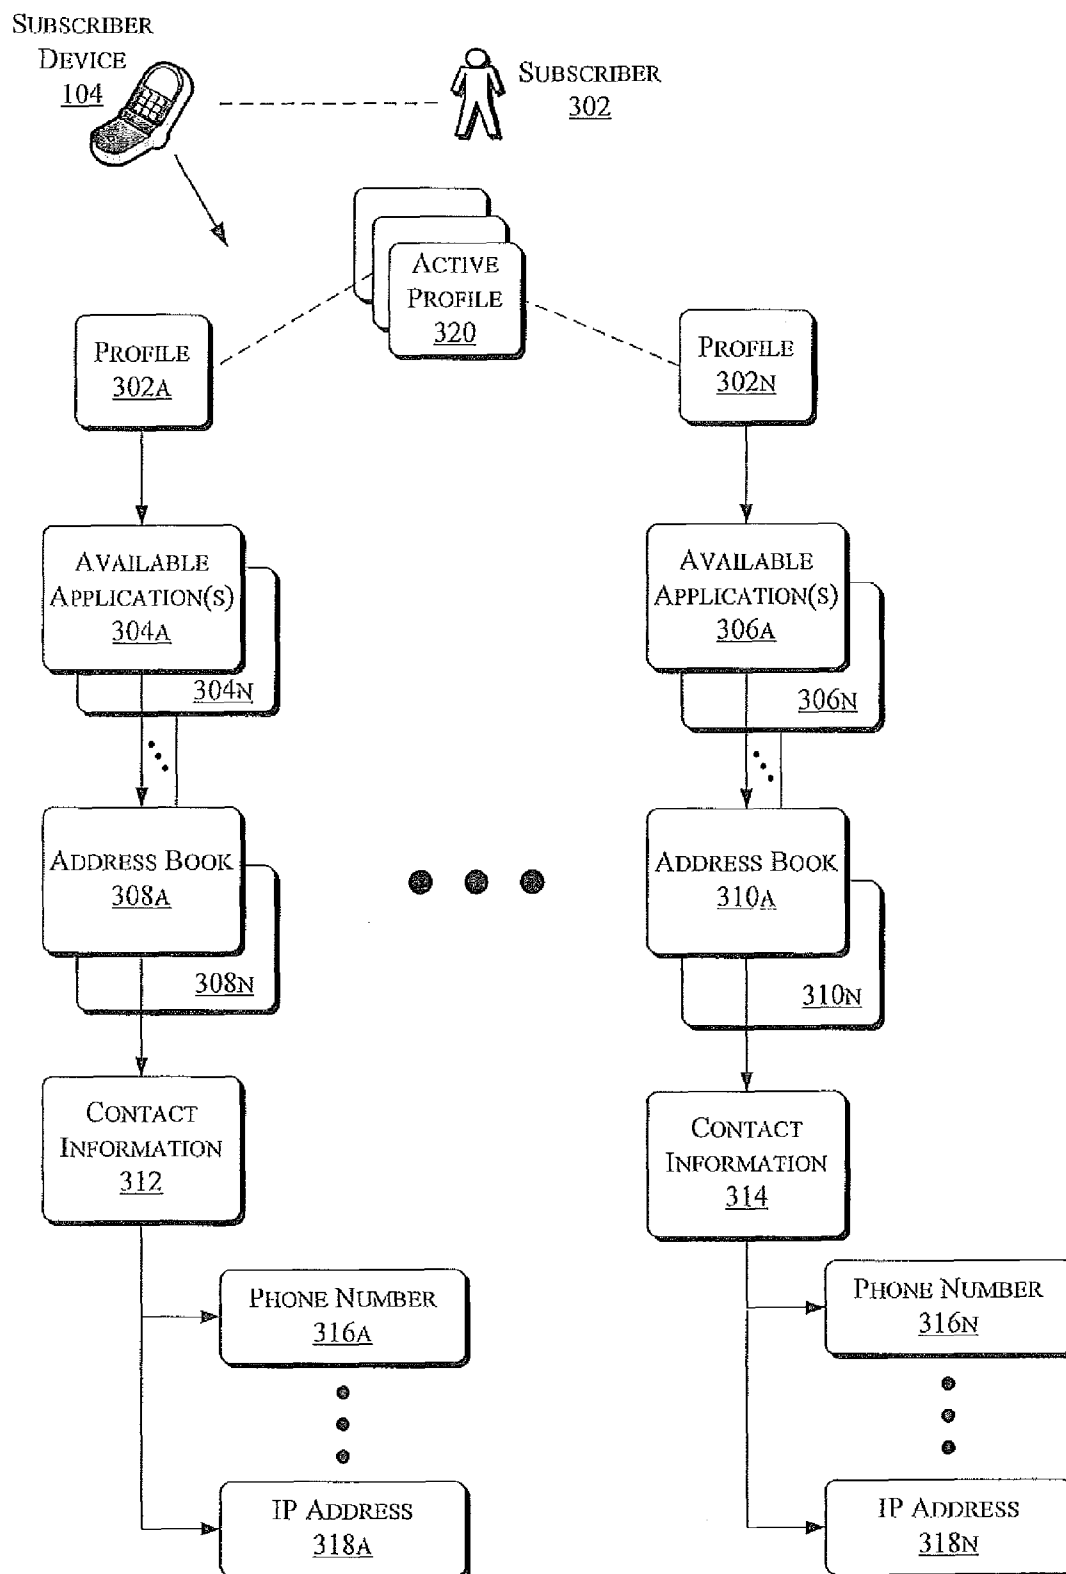 SUBSCRIBER
DEVICE
104
SUBSCRIBER
302
ACTIVE
PROFILE
320
PROFILE
302A
PROFILE
302N
AVAILABLE
APPLICATION(S)
304A
304N
AVAILABLE
APPLICATION(S)
306A
306N
ADDRESS BOOK
308A
308N
ADDRESS BOOK
310A
310N
CONTACT
INFORMATION
312
CONTACT
INFORMATION
314
PHONE NUMBER
316A
PHONE NUMBER
316N
IP ADDRESS
318A
IP ADDRESS
318N